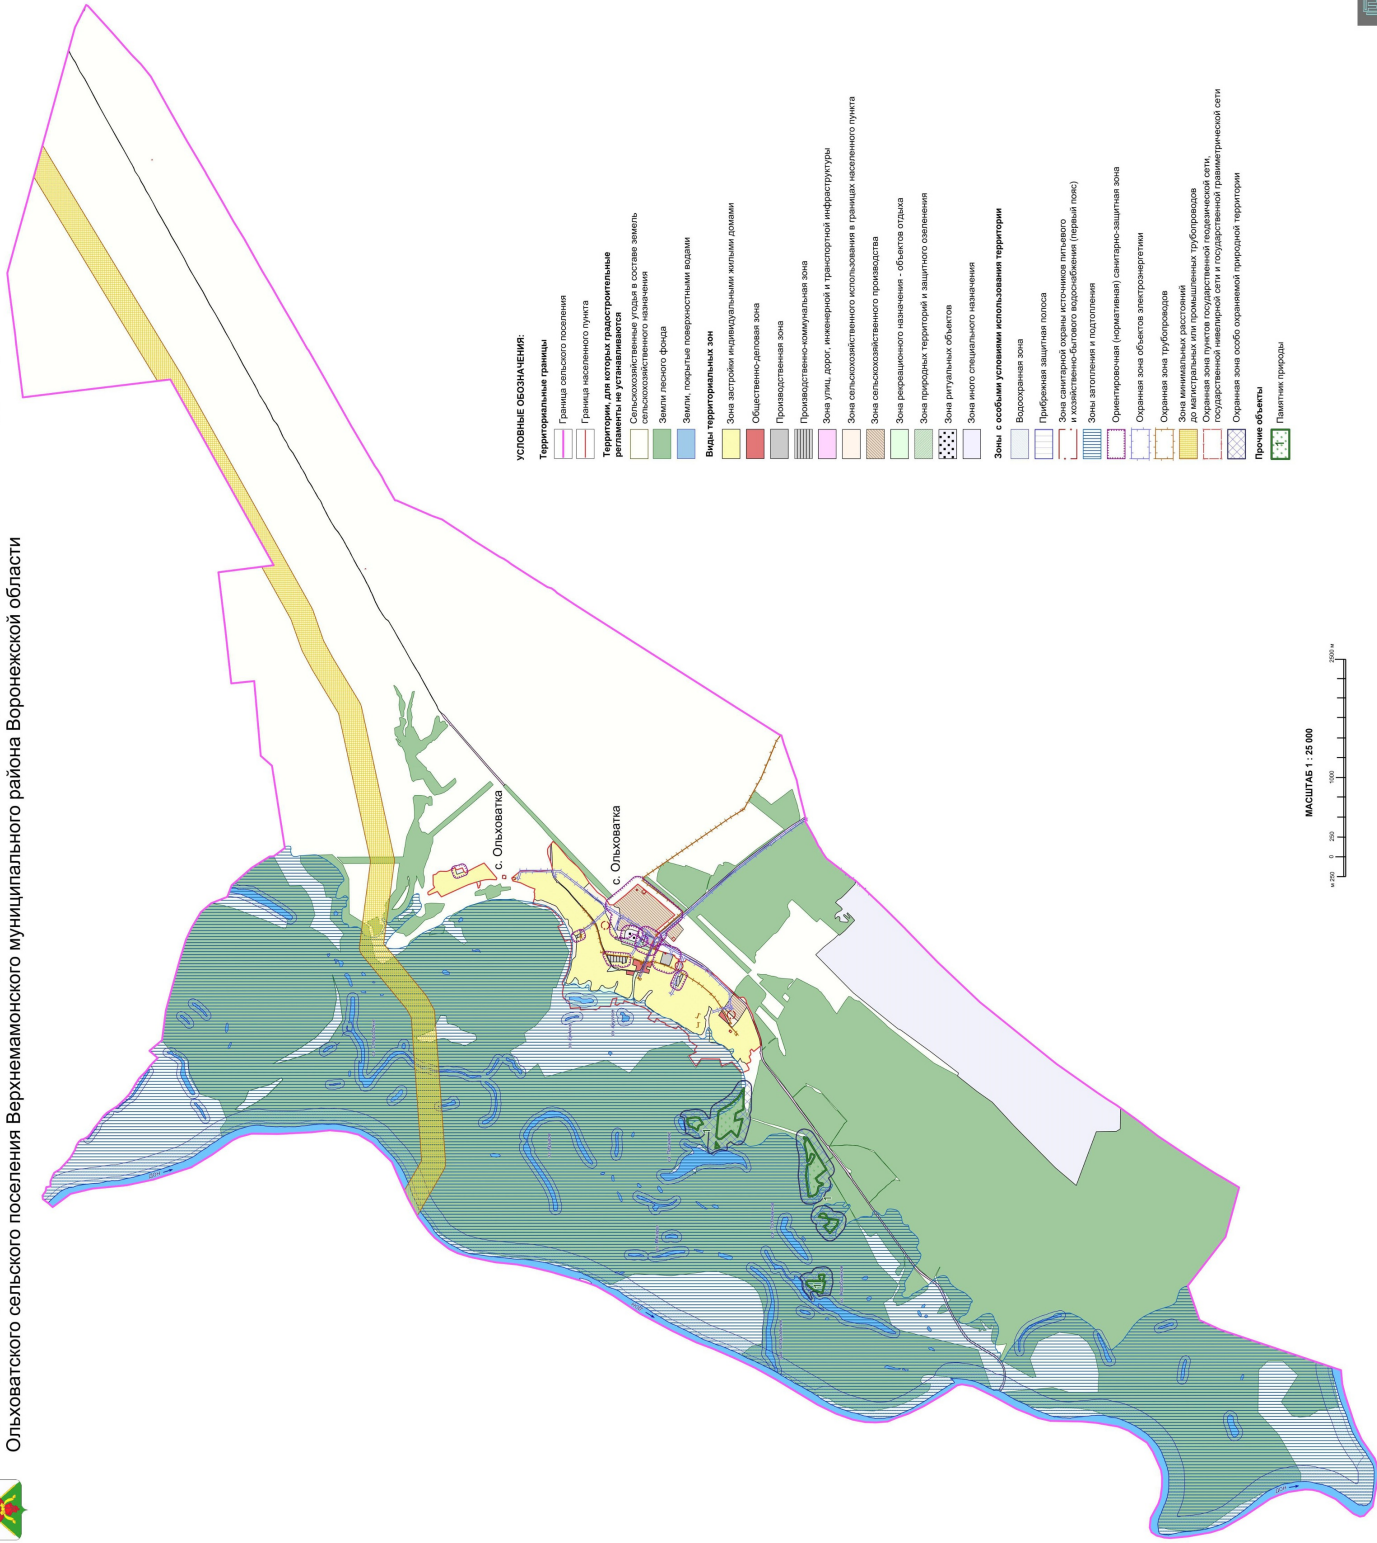 Ольховатского сельского поселения Верхнемамонского муниципального района Воронежской области
с. Ольховатка
с. Ольховатка
УСЛОВНЫЕ ОБОЗНАЧЕНИЯ:
Территориальные границы
Граница сельского поселения
Граница населенного пункта
Территории, для которых градостроительные
регламенты не устанавливаются
Сельскохозяйственные угодья в составе земель
сельскохозяйственного назначения
Земли лесного фонда
Земли, покрытые поверхностными водами
Виды территориальных зон
Зона застройки индивидуальными жилыми домами
Общественно-деловая зона
Производственная зона
Производственно-коммунальная зона
Зона улиц, дорог, инженерной и транспортной инфраструктуры
Зона сельскохозяйственного использования в границах населенного пункта
Зона сельскохозяйственного производства
Зона рекреационного назначения - объектов отдыха
Зона природных территорий и защитного озеленения
Зона ритуальных объектов
Зона иного специального назначения
Зоны с особыми условиями использования территории
Водоохранная зона
Прибрежная защитная полоса
Зона санитарной охраны источников питьевого
и хозяйственно-бытового водоснабжения (первый пояс)
Зоны затопления и подтопления
Ориентировочная (нормативная) санитарно-защитная зона
Охранная зона объектов электроэнергетики
Охранная зона трубопроводов
Зона минимальных расстояний
до магистральных или промышленных трубопроводов
Охранная зона пунктов государственной геодезической сети,
государственной нивелирной сети и государственной гравиметрической сети
Охранная зона особо охраняемой природной территории
Прочие объекты
1 Памятник природы
МАСШТАБ 1 : 25 000
м 250 0 250 1000 2500 м